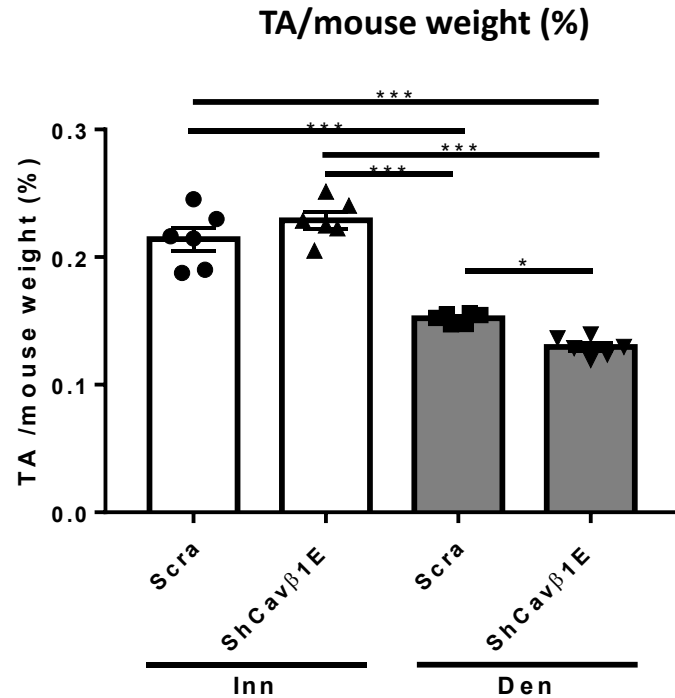 TA/mouse weight (%)
***
***
***
***
*
TA /mouse weight (%)
0.3
0.2
0.1
0.0
Scra
ShCavβ1E
Scra
ShCavβ1E
Inn
Den